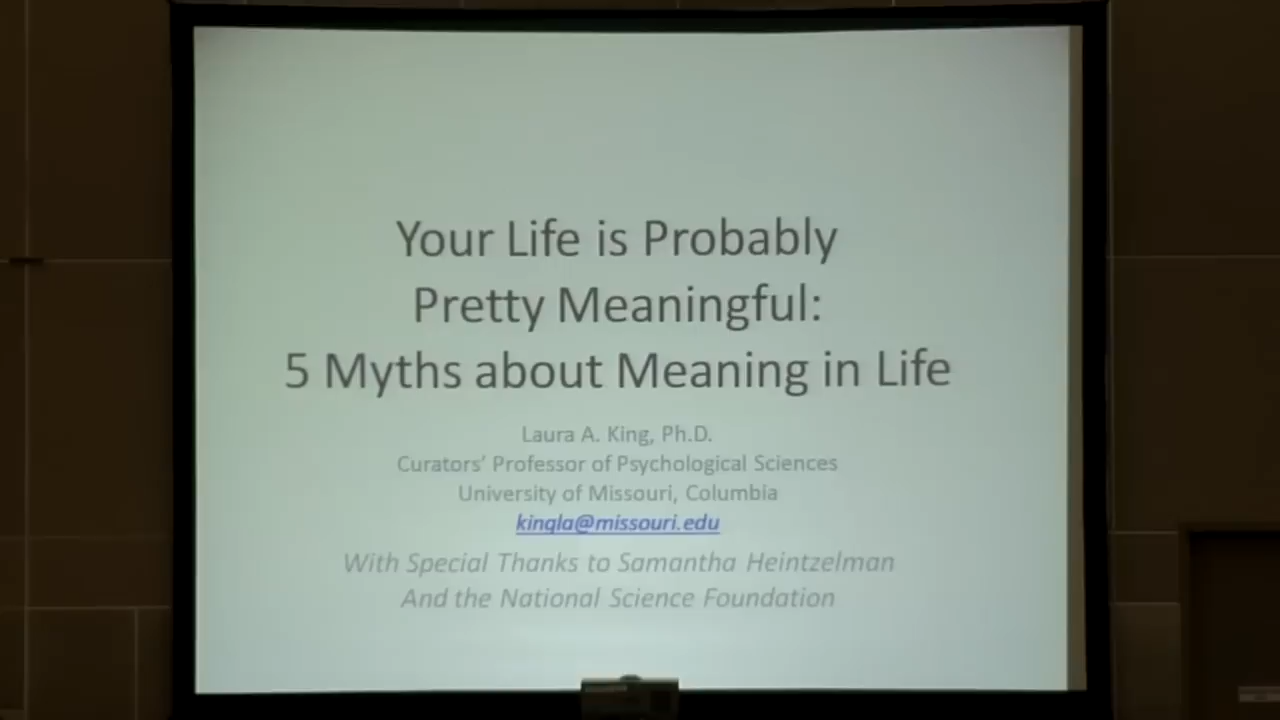 Your Life is Probably
Pretty Meaningful:
5 Myths about Meaning in Life
Laura A. King, Ph.D.
Curators' Professor of Psychological Sciences
University of Missouri, Columbia
kingla@missouri.edu
With Special Thanks to Samantha Heintzelman
And the National Science Foundation